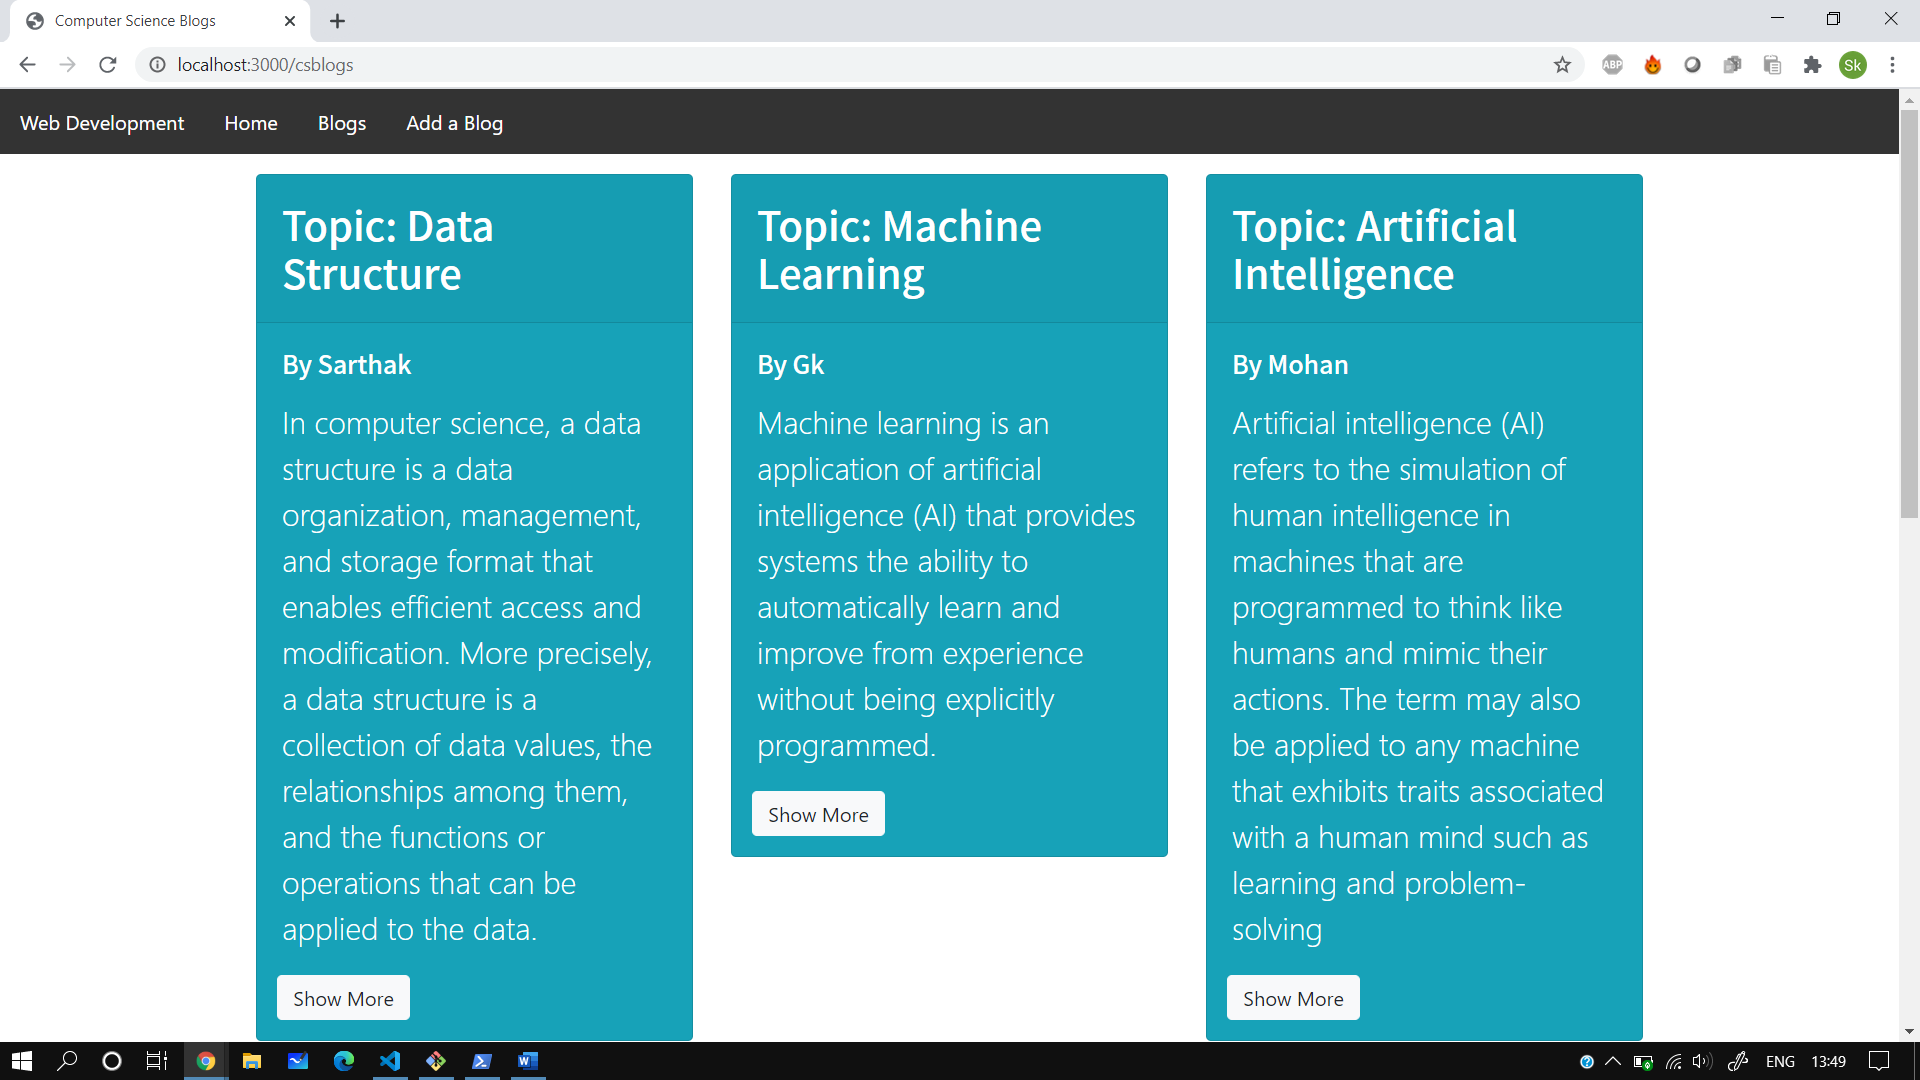 Computer Science Blogs
localhost:3000/csblogs
ABP
Sk
Web Development Home Blogs Add a Blog
Topic: Data
Structure
By Sarthak
In computer science, a data
structure is a data
organization, management,
and storage format that
enables efficient access and
modification. More precisely,
a data structure is a
collection of data values, the
relationships among them,
and the functions or
operations that can be
applied to the data.
Show More
Topic: Machine
Learning
By Gk
Machine learning is an
application of artificial
intelligence (AI) that provides
systems the ability to
automatically learn and
improve from experience
without being explicitly
programmed.
Show More
Topic: Artificial
Intelligence
By Mohan
Artificial intelligence (AI)
refers to the simulation of
human intelligence in
machines that are
programmed to think like
humans and mimic their
actions. The term may also
be applied to any machine
that exhibits traits associated
with a human mind such as
learning and problem-
solving
Show More
ENG 13:49